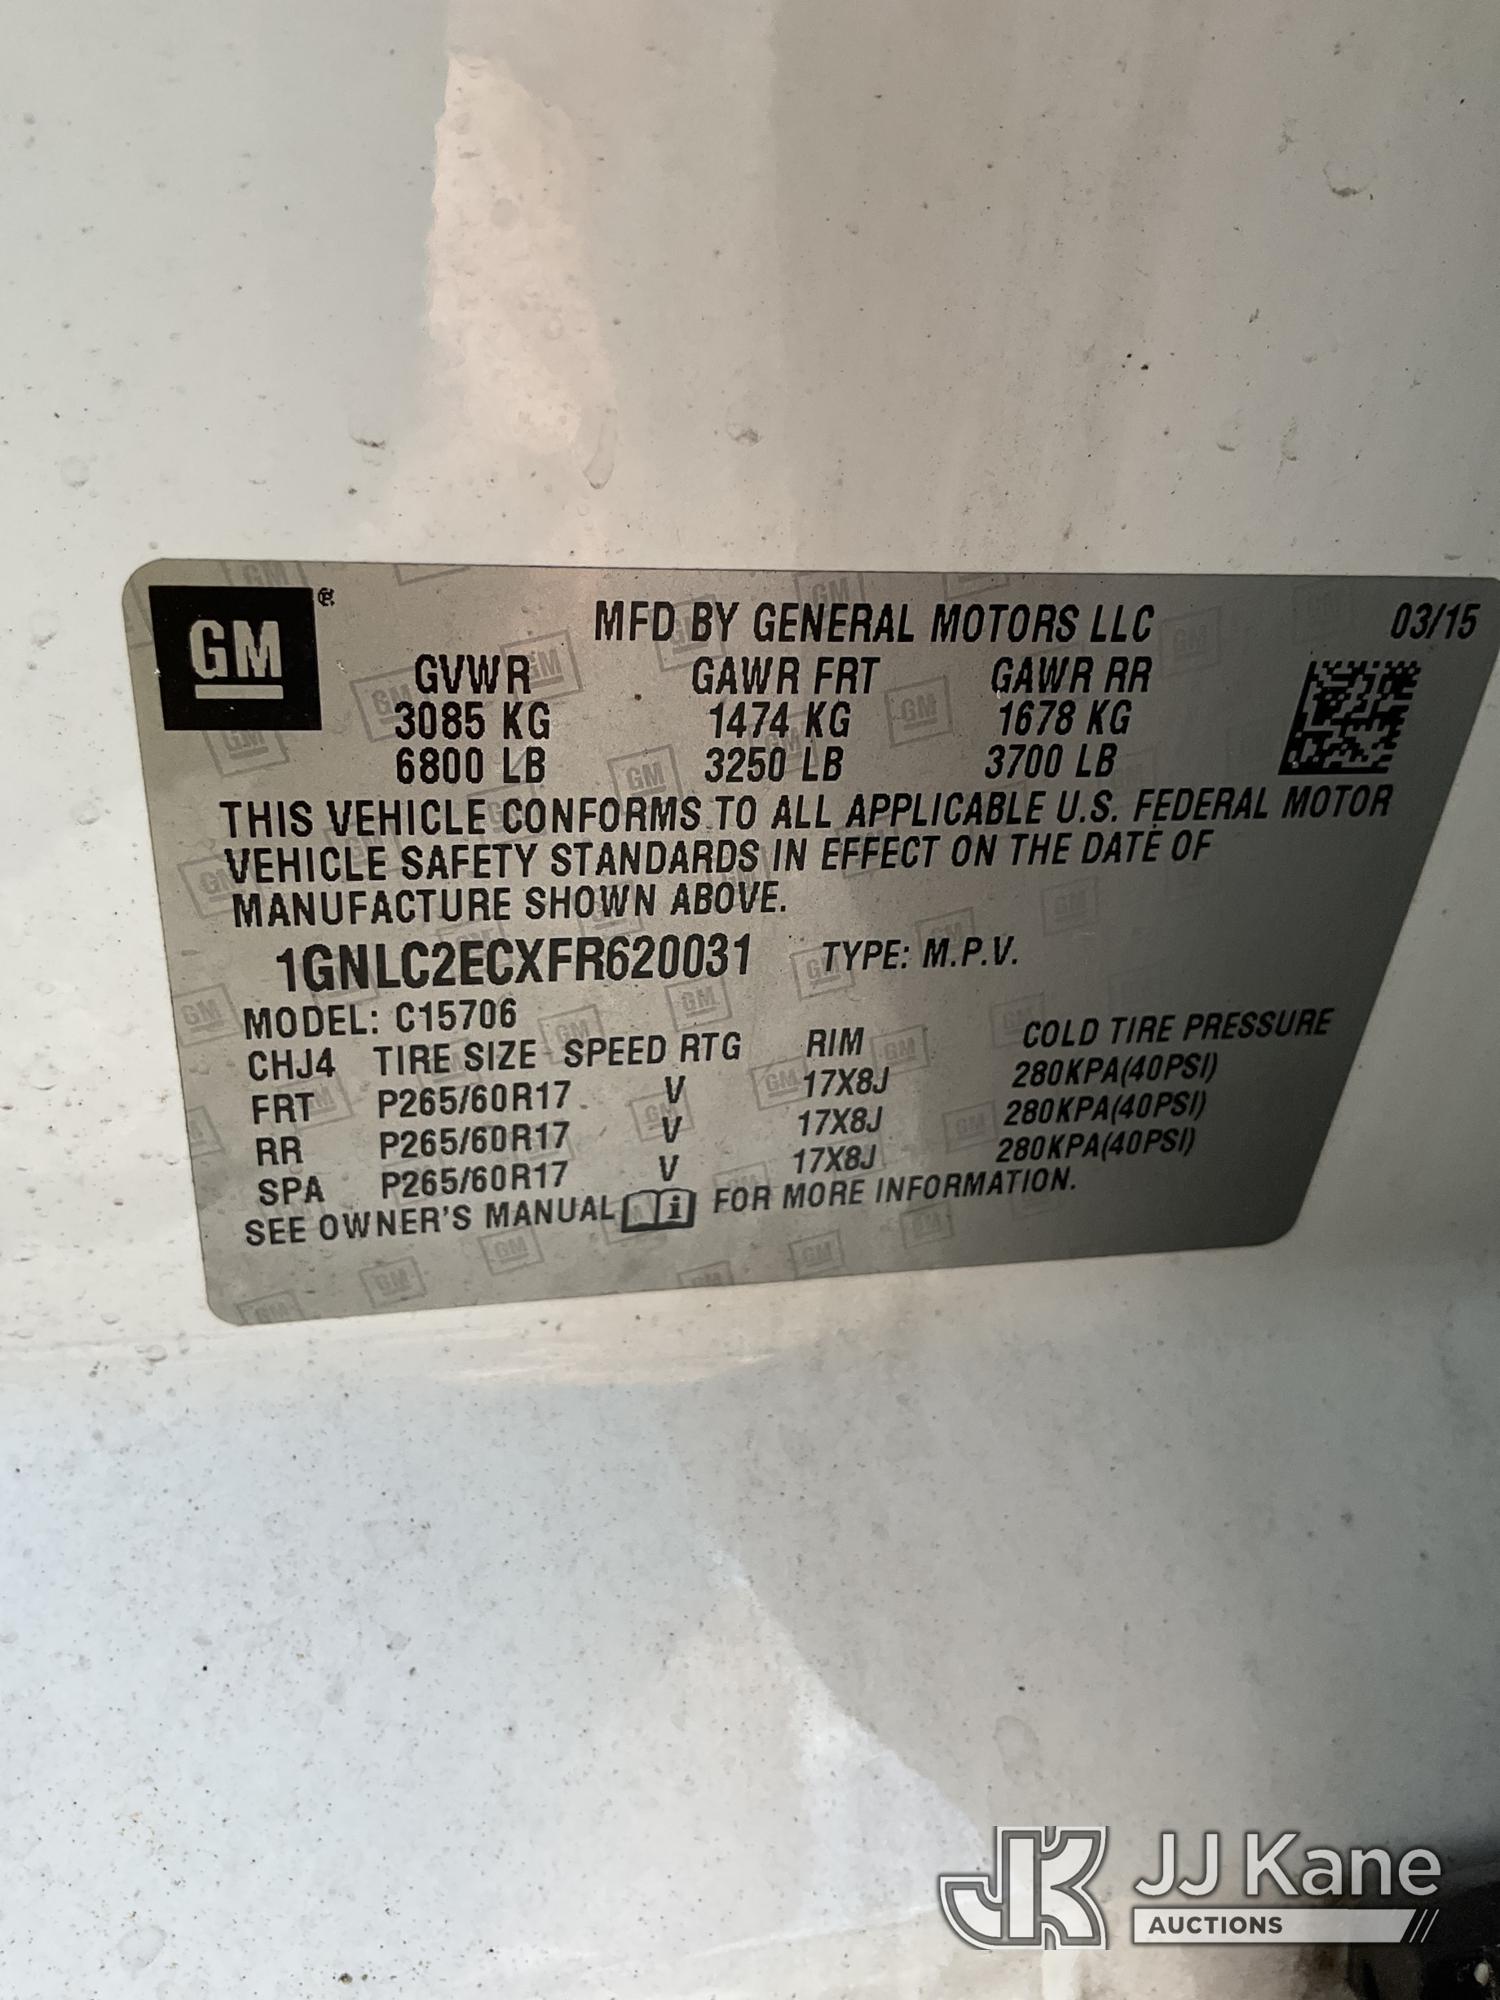 GM ®
MFD BY GENERAL MOTORS LLC 03/15
GVWR GAWR FRT GAWR RR
3085 KG 1474 KG 1678 KG
6800 LB 3250 LB 3700 LB
THIS VEHICLE CONFORMS TO ALL APPLICABLE U.S. FEDERAL MOTOR
VEHICLE SAFETY STANDARDS IN EFFECT ON THE DATE OF
MANUFACTURE SHOWN ABOVE.
1GNLC2ECXFR620031 TYPE: M.P.V.
MODEL: C15706
CHJ4 TIRE SIZE SPEED RTG RIM COLD TIRE PRESSURE
FRT P265/60R17 V 17X8J 280KPA(40PSI)
RR P265/60R17 V 17X8J 280KPA(40PSI)
SPA P265/60R17 V 17X8J 280KPA(40PSI)
SEE OWNER'S MANUAL i FOR MORE INFORMATION.
JK JJ Kane
AUCTIONS